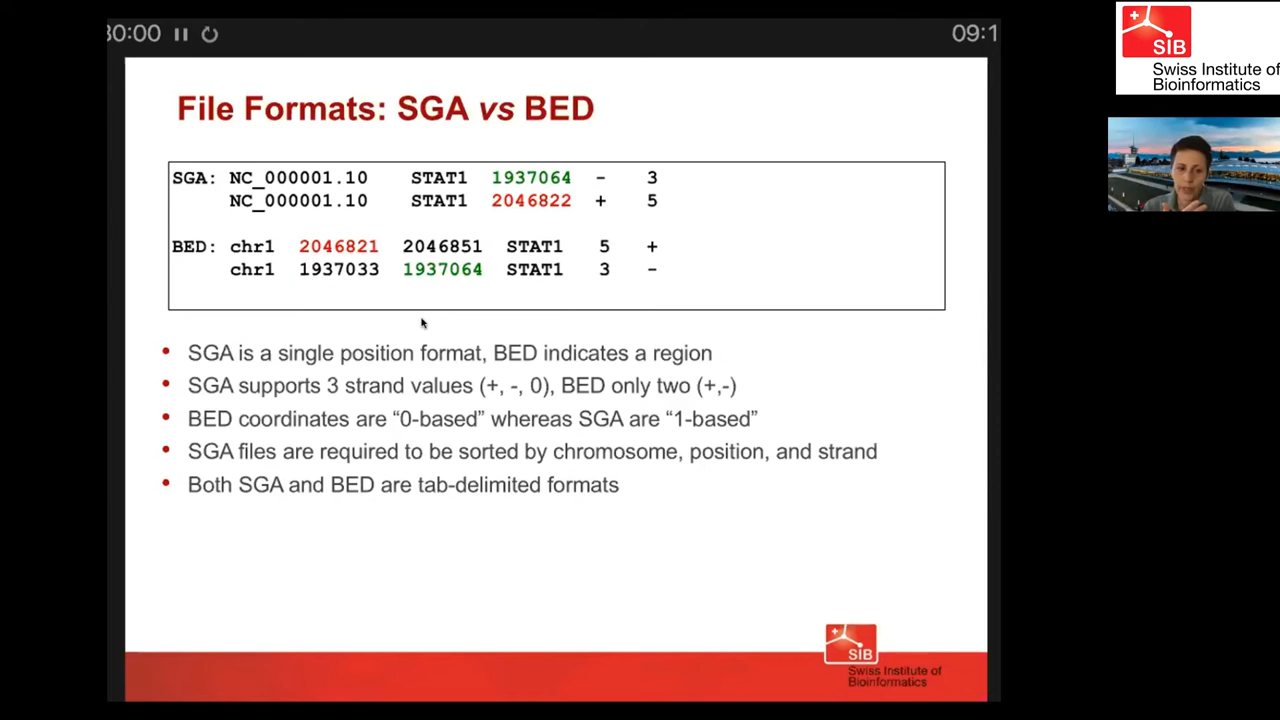 30:00
09:1
SIB
Swiss Institute of
Bioinformatics
File Formats: SGA vs BED
SGA: NC_000001.10 STAT1 1937064 - 3
NC_000001.10 STAT1 2046822 + 5
BED: chr1 2046821 2046851 STAT1 5 +
chr1 1937033 1937064 STAT1 3 -
• SGA is a single position format, BED indicates a region
• SGA supports 3 strand values (+, -, 0), BED only two (+,-)
• BED coordinates are “0-based” whereas SGA are “1-based”
• SGA files are required to be sorted by chromosome, position, and strand
• Both SGA and BED are tab-delimited formats
SIB
Swiss Institute of
Bioinformatics